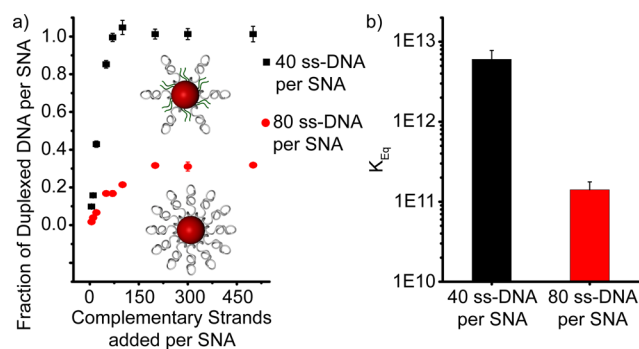 a)
Fraction of Duplexed DNA per SNA
1.0
0.8
0.6
0.4
0.2
0.0
0 150 300 450
Complementary Strands
added per SNA
40 ss-DNA
per SNA
80 ss-DNA
per SNA
b)
K_Eq
1E13
1E12
1E11
1E10
40 ss-DNA
per SNA
80 ss-DNA
per SNA